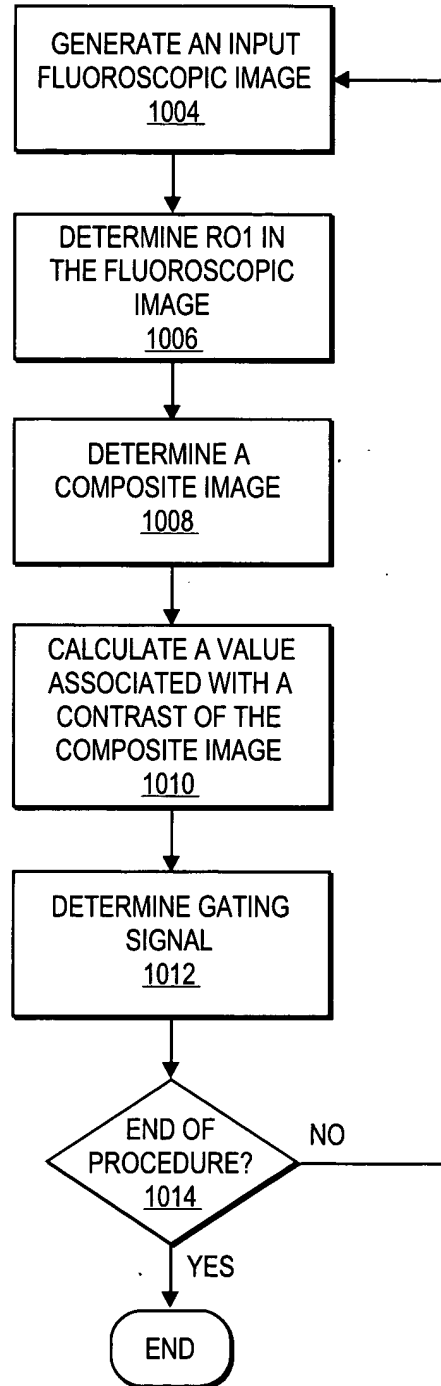 GENERATE AN INPUT
FLUOROSCOPIC IMAGE
1004
DETERMINE RO1 IN
THE FLUOROSCOPIC
IMAGE
1006
DETERMINE A
COMPOSITE IMAGE
1008
CALCULATE A VALUE
ASSOCIATED WITH A
CONTRAST OF THE
COMPOSITE IMAGE
1010
DETERMINE GATING
SIGNAL
1012
END OF
PROCEDURE?
1014
NO
YES
END